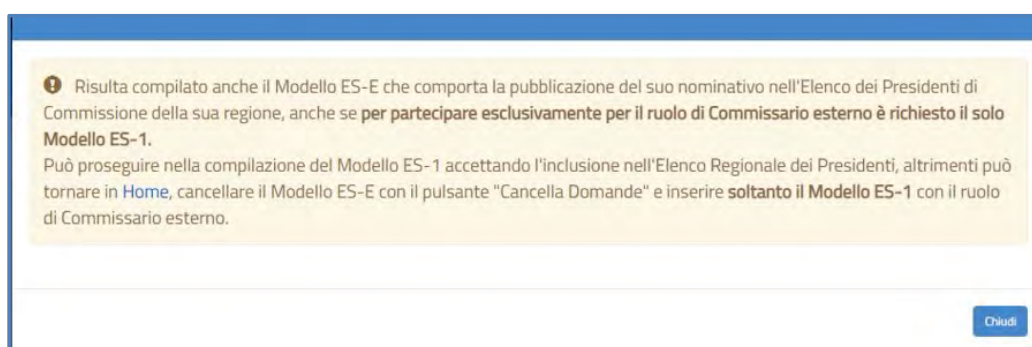 Risulta compilato anche il Modello ES-E che comporta la pubblicazione del suo nominativo nell'Elenco dei Presidenti di
Commissione della sua regione, anche se per partecipare esclusivamente per il ruolo di Commissario esterno è richiesto il solo
Modello ES-1.
Può proseguire nella compilazione del Modello ES-1 accettando l'inclusione nell'Elenco Regionale dei Presidenti, altrimenti può
tornare in Home, cancellare il Modello ES-E con il pulsante "Cancella Domande" e inserire soltanto il Modello ES-1 con il ruolo
di Commissario esterno.
Chiudi